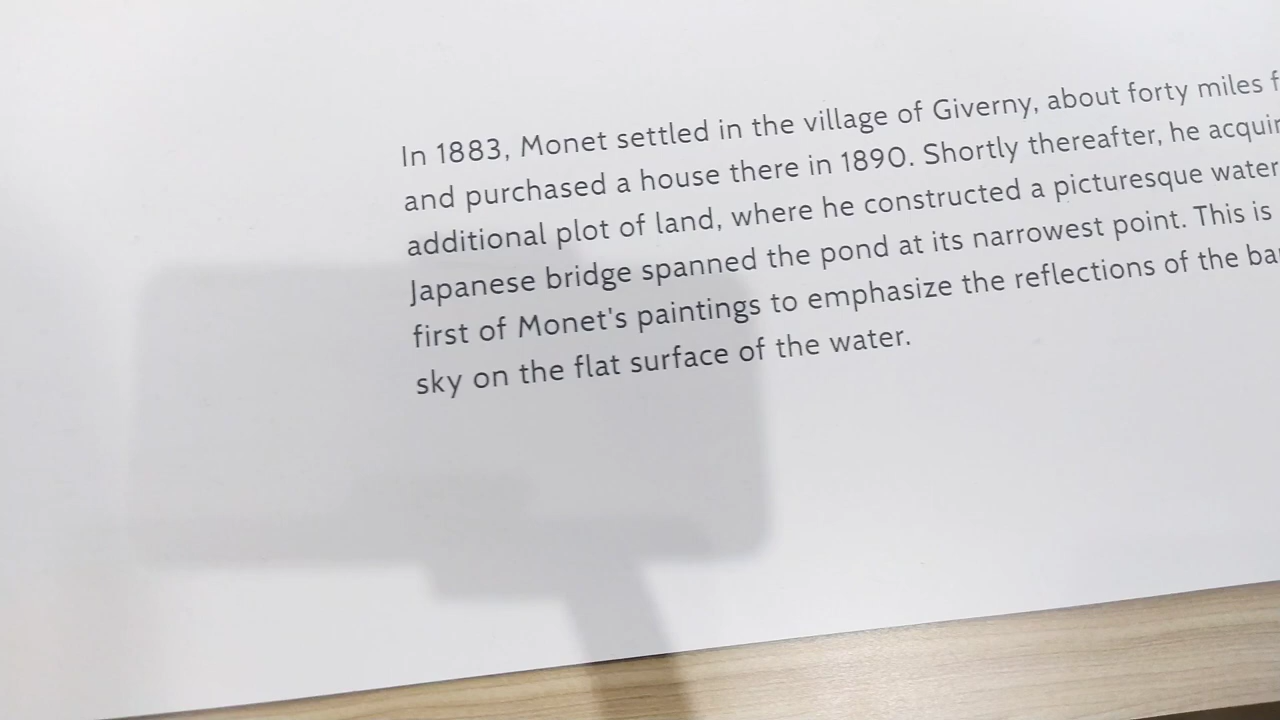 In 1883, Monet settled in the village of Giverny, about forty miles
and purchased a house there in 1890. Shortly thereafter, he
additional plot of land, where he constructed a picturesque water
Japanese bridge spanned the pond at its narrowest point. This is
first of Monet's paintings to emphasize the reflections of the
sky on the flat surface of the water.